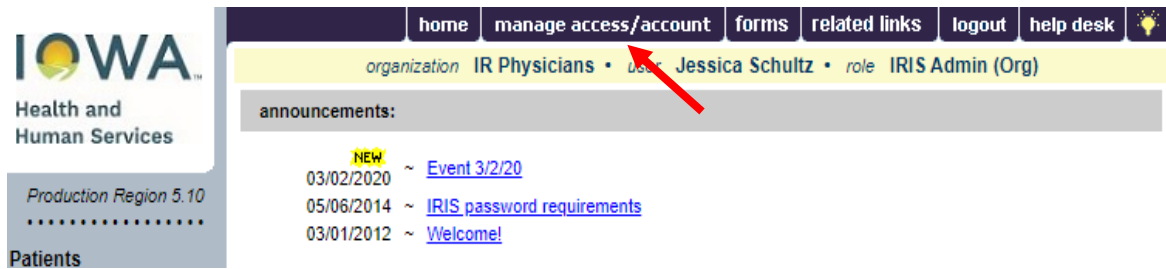 IOWA
Health and
Human Services
Production Region 5.10
Patients
home manage access/account forms related links logout help desk
organization IR Physicians • user Jessica Schultz • role IRIS Admin (Org)
announcements:
NEW
03/02/2020 ~ Event 3/2/20
05/06/2014 ~ IRIS password requirements
03/01/2012 ~ Welcome!